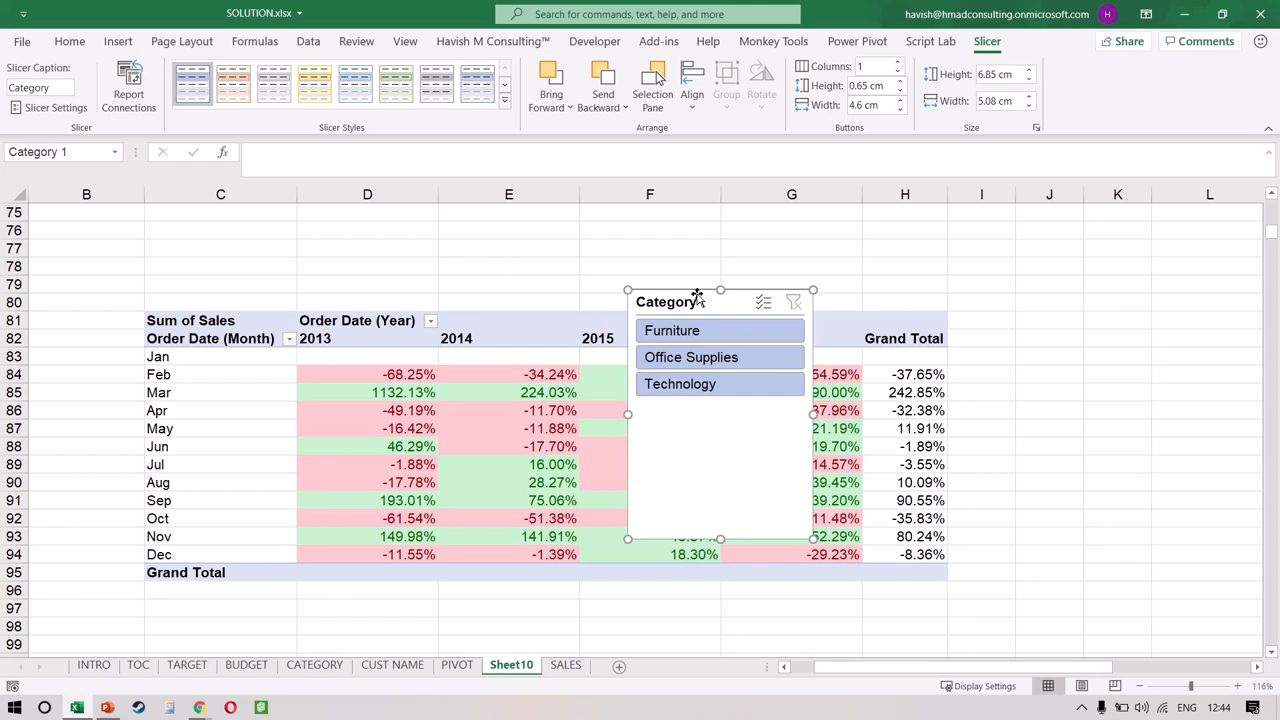 SOLUTION.xlsx
Search for commands, text, help, and more
havish@hmadconsulting.onmicrosoft.com H
File Home Insert Page Layout Formulas Data Review View Havish M Consulting™ Developer Add-ins Help Monkey Tools Power Pivot Script Lab Slicer Share Comments
Slicer Caption:
Category
Slicer Settings
Report Connections
Slicer
Slicer Styles
Bring Forward
Send Backward
Selection Pane
Align
Group
Rotate
Arrange
Columns: 1
Height: 0.65 cm
Width: 4.6 cm
Buttons
Height: 6.85 cm
Width: 5.08 cm
Size
Category 1
fx
B C D E F G H I J K L
75
76
77
78
79
80
81 Sum of Sales Order Date (Year)
82 Order Date (Month) 2013 2014 2015 Grand Total
83 Jan
84 Feb -68.25% -34.24% 54.59% -37.65%
85 Mar 1132.13% 224.03% 90.00% 242.85%
86 Apr -49.19% -11.70% 37.96% -32.38%
87 May -16.42% -11.88% 21.19% 11.91%
88 Jun 46.29% -17.70% 19.70% -1.89%
89 Jul -1.88% 16.00% 14.57% -3.55%
90 Aug -17.78% 28.27% 39.45% 10.09%
91 Sep 193.01% 75.06% 39.20% 90.55%
92 Oct -61.54% -51.38% 11.48% -35.83%
93 Nov 149.98% 141.91% 52.29% 80.24%
94 Dec -11.55% -1.39% 18.30% -29.23% -8.36%
95 Grand Total
96
97
98
99
Category
Furniture
Office Supplies
Technology
INTRO TOC TARGET BUDGET CATEGORY CUST NAME PIVOT Sheet10 SALES
Display Settings 116%
ENG 12:44